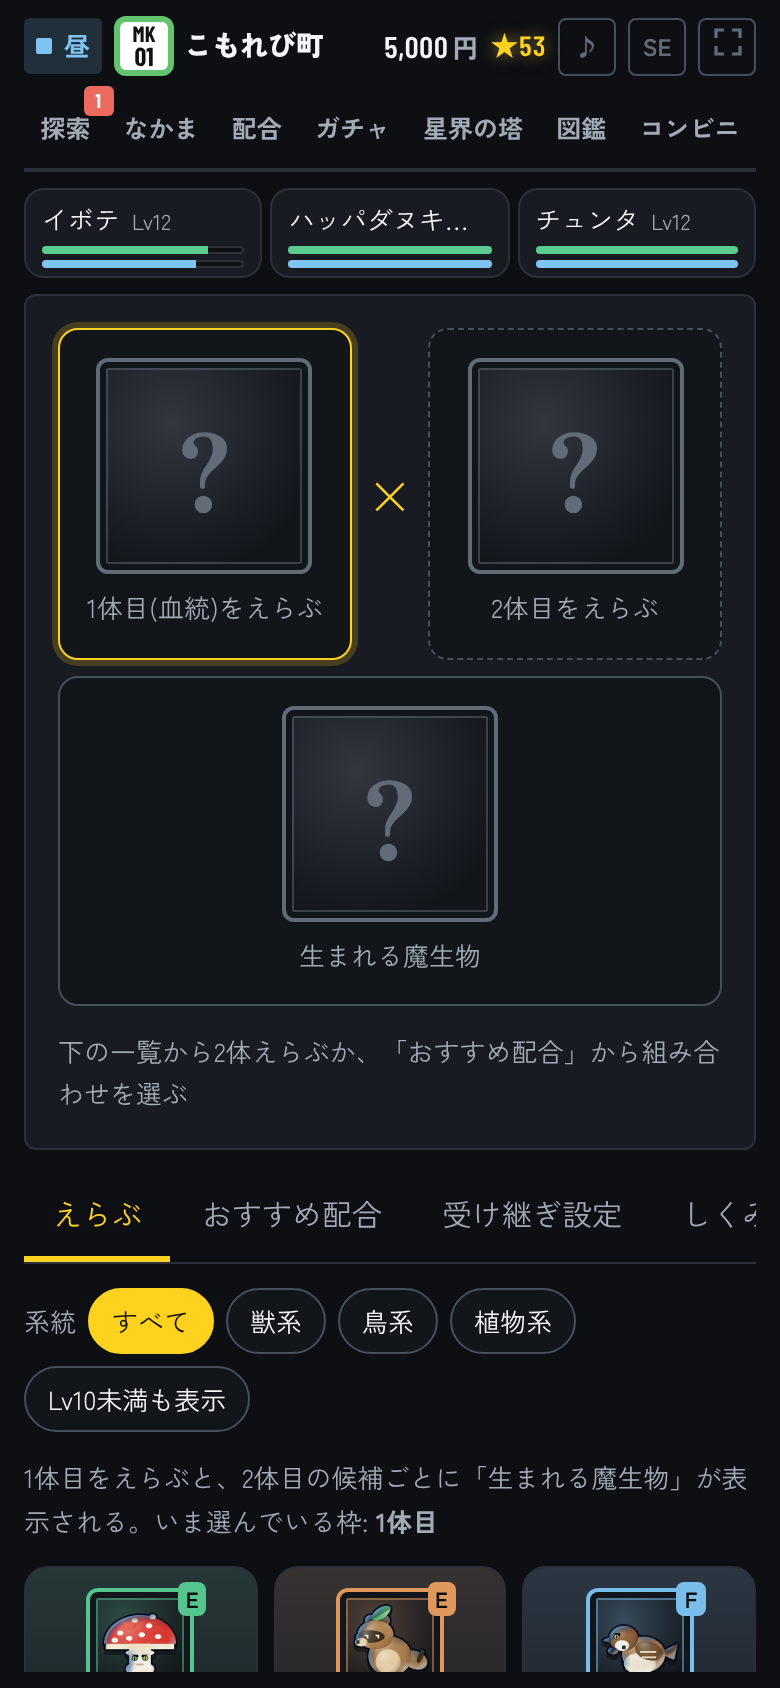 昼 MK 01 こもれび町 5,000 円 ★53 ♪ SE
1
探索 なかま 配合 ガチャ 星界の塔 図鑑 コンビニ
イボテ Lv12 ハッパダヌキ… チュンタ Lv12
? × ?
1体目(血統)をえらぶ 2体目をえらぶ
?
生まれる魔生物
下の一覧から2体えらぶか、「おすすめ配合」から組み合
わせを選ぶ
えらぶ おすすめ配合 受け継ぎ設定 しくみ
系統 すべて 獣系 鳥系 植物系
Lv10未満も表示
1体目をえらぶと、2体目の候補ごとに「生まれる魔生物」が表
示される。いま選んでいる枠: 1体目
E E F